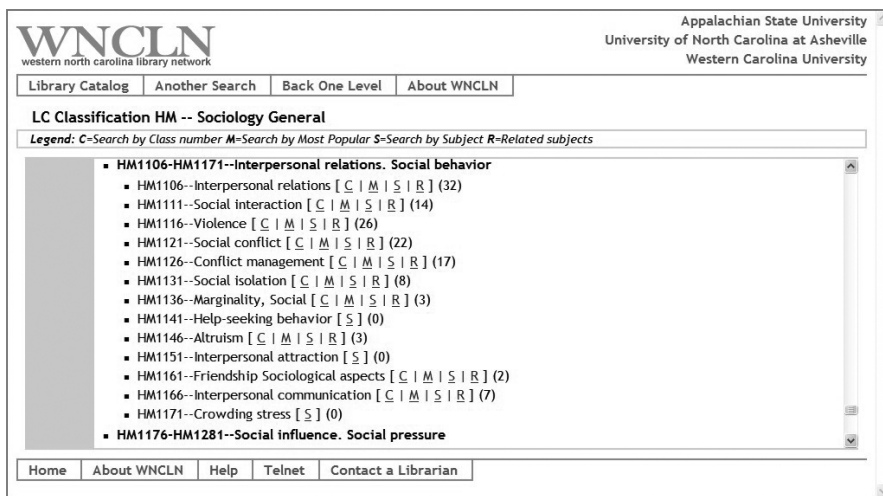 WNCLN
western north carolina library network
Appalachian State University
University of North Carolina at Asheville
Western Carolina University
Library Catalog Another Search Back One Level About WNCLN
LC Classification HM -- Sociology General
Legend: C=Search by Class number M=Search by Most Popular S=Search by Subject R=Related subjects
HM1106-HM1171--Interpersonal relations. Social behavior
HM1106--Interpersonal relations [ C | M | S | R ] (32)
HM1111--Social interaction [ C | M | S | R ] (14)
HM1116--Violence [ C | M | S | R ] (26)
HM1121--Social conflict [ C | M | S | R ] (22)
HM1126--Conflict management [ C | M | S | R ] (17)
HM1131--Social isolation [ C | M | S | R ] (8)
HM1136--Marginality, Social [ C | M | S | R ] (3)
HM1141--Help-seeking behavior [ S ] (0)
HM1146--Altruism [ C | M | S | R ] (3)
HM1151--Interpersonal attraction [ S ] (0)
HM1161--Friendship Sociological aspects [ C | M | S | R ] (2)
HM1166--Interpersonal communication [ C | M | S | R ] (7)
HM1171--Crowding stress [ S ] (0)
HM1176-HM1281--Social influence. Social pressure
Home About WNCLN Help Telnet Contact a Librarian